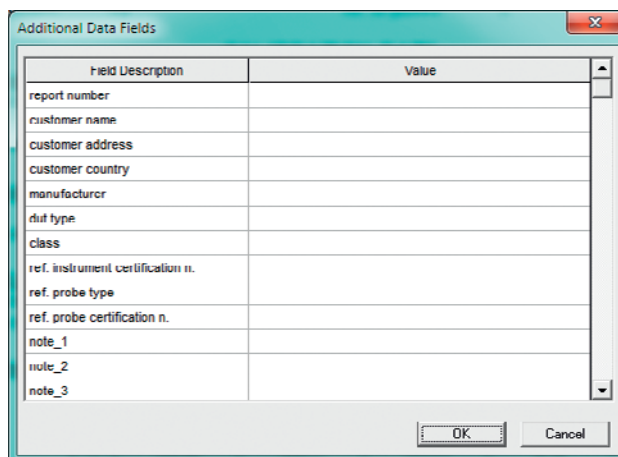 Additional Data Fields
Field Description Value
report number
customer name
customer address
customer country
manufacturer
dut type
class
ref. instrument certification n.
ref. probe type
ref. probe certification n.
note_1
note_2
note_3
OK Cancel